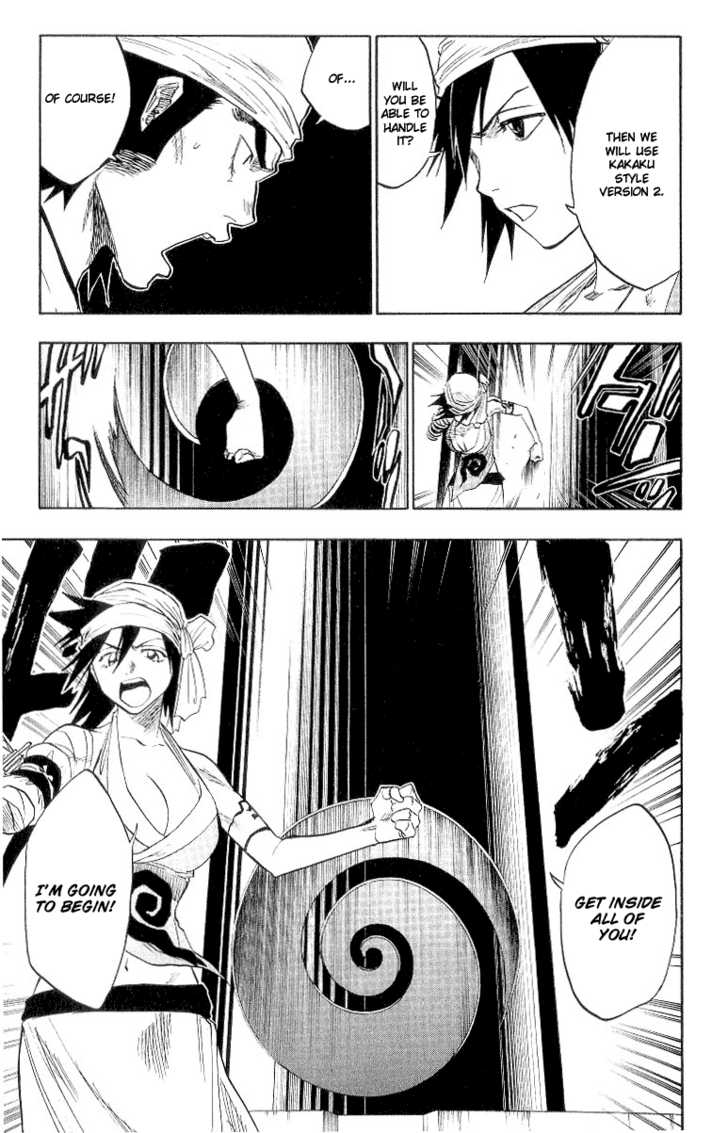 THEN WE
WILL USE
KAKAKU
STYLE
VERSION 2.
WILL
YOU BE
ABLE TO
HANDLE
IT?
OF...
OF COURSE!
GET INSIDE
ALL OF
YOU!
I'M GOING
TO BEGIN!